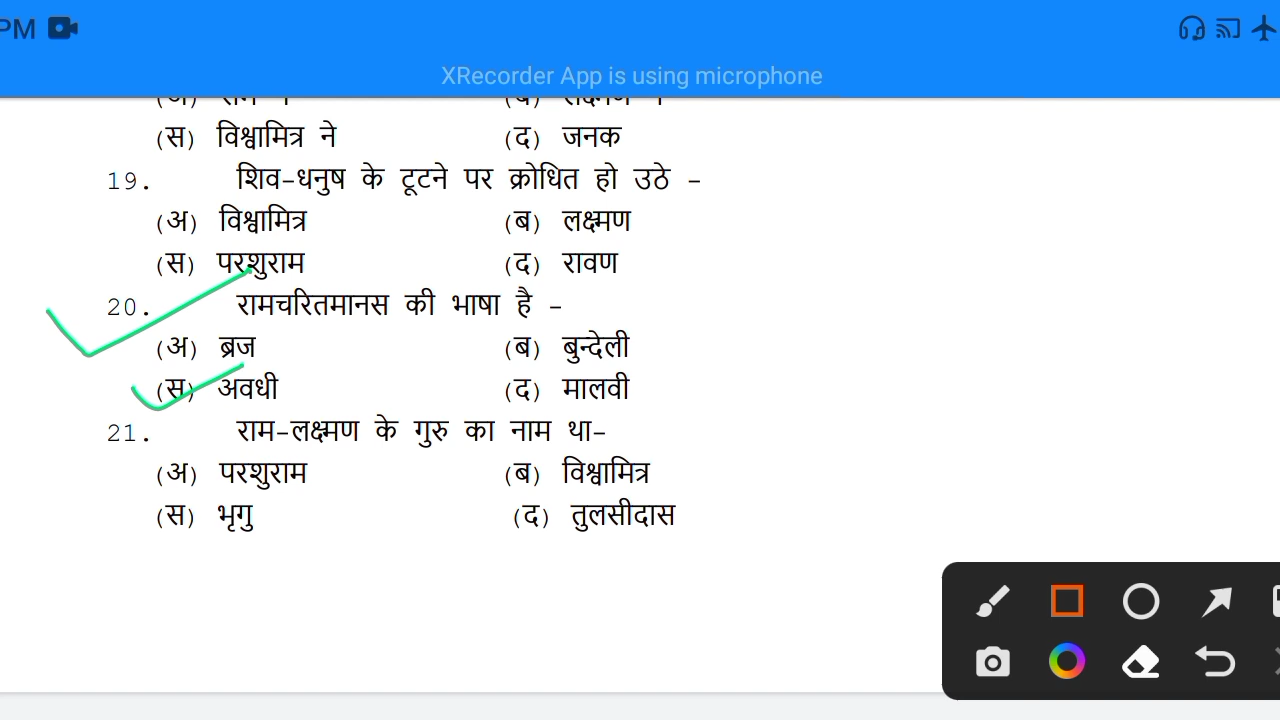 PM
XRecorder App is using microphone
(स) विश्वामित्र ने (द) जनक
19. शिव-धनुष के टूटने पर क्रोधित हो उठे -
(अ) विश्वामित्र (ब) लक्ष्मण
(स) परशुराम (द) रावण
20. रामचरितमानस की भाषा है -
(अ) ब्रज (ब) बुन्देली
(स) अवधी (द) मालवी
21. राम-लक्ष्मण के गुरु का नाम था-
(अ) परशुराम (ब) विश्वामित्र
(स) भृगु (द) तुलसीदास